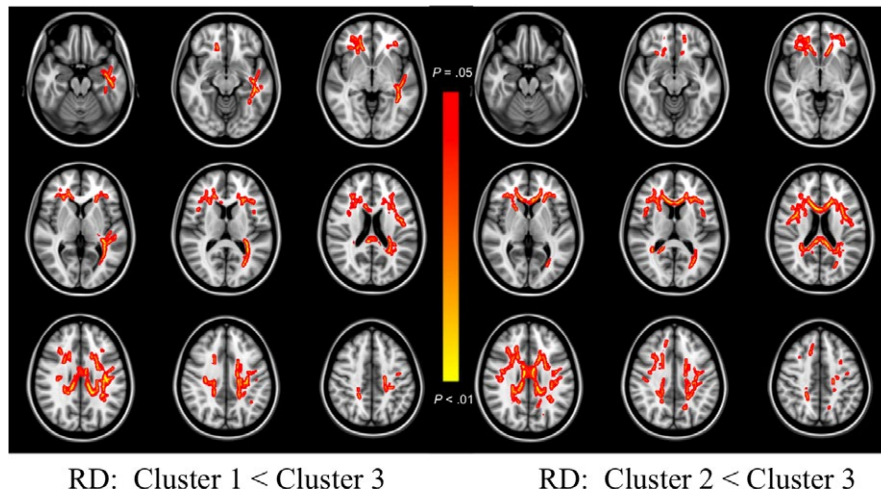 P = .05
P < .01
RD: Cluster 1 < Cluster 3
RD: Cluster 2 < Cluster 3